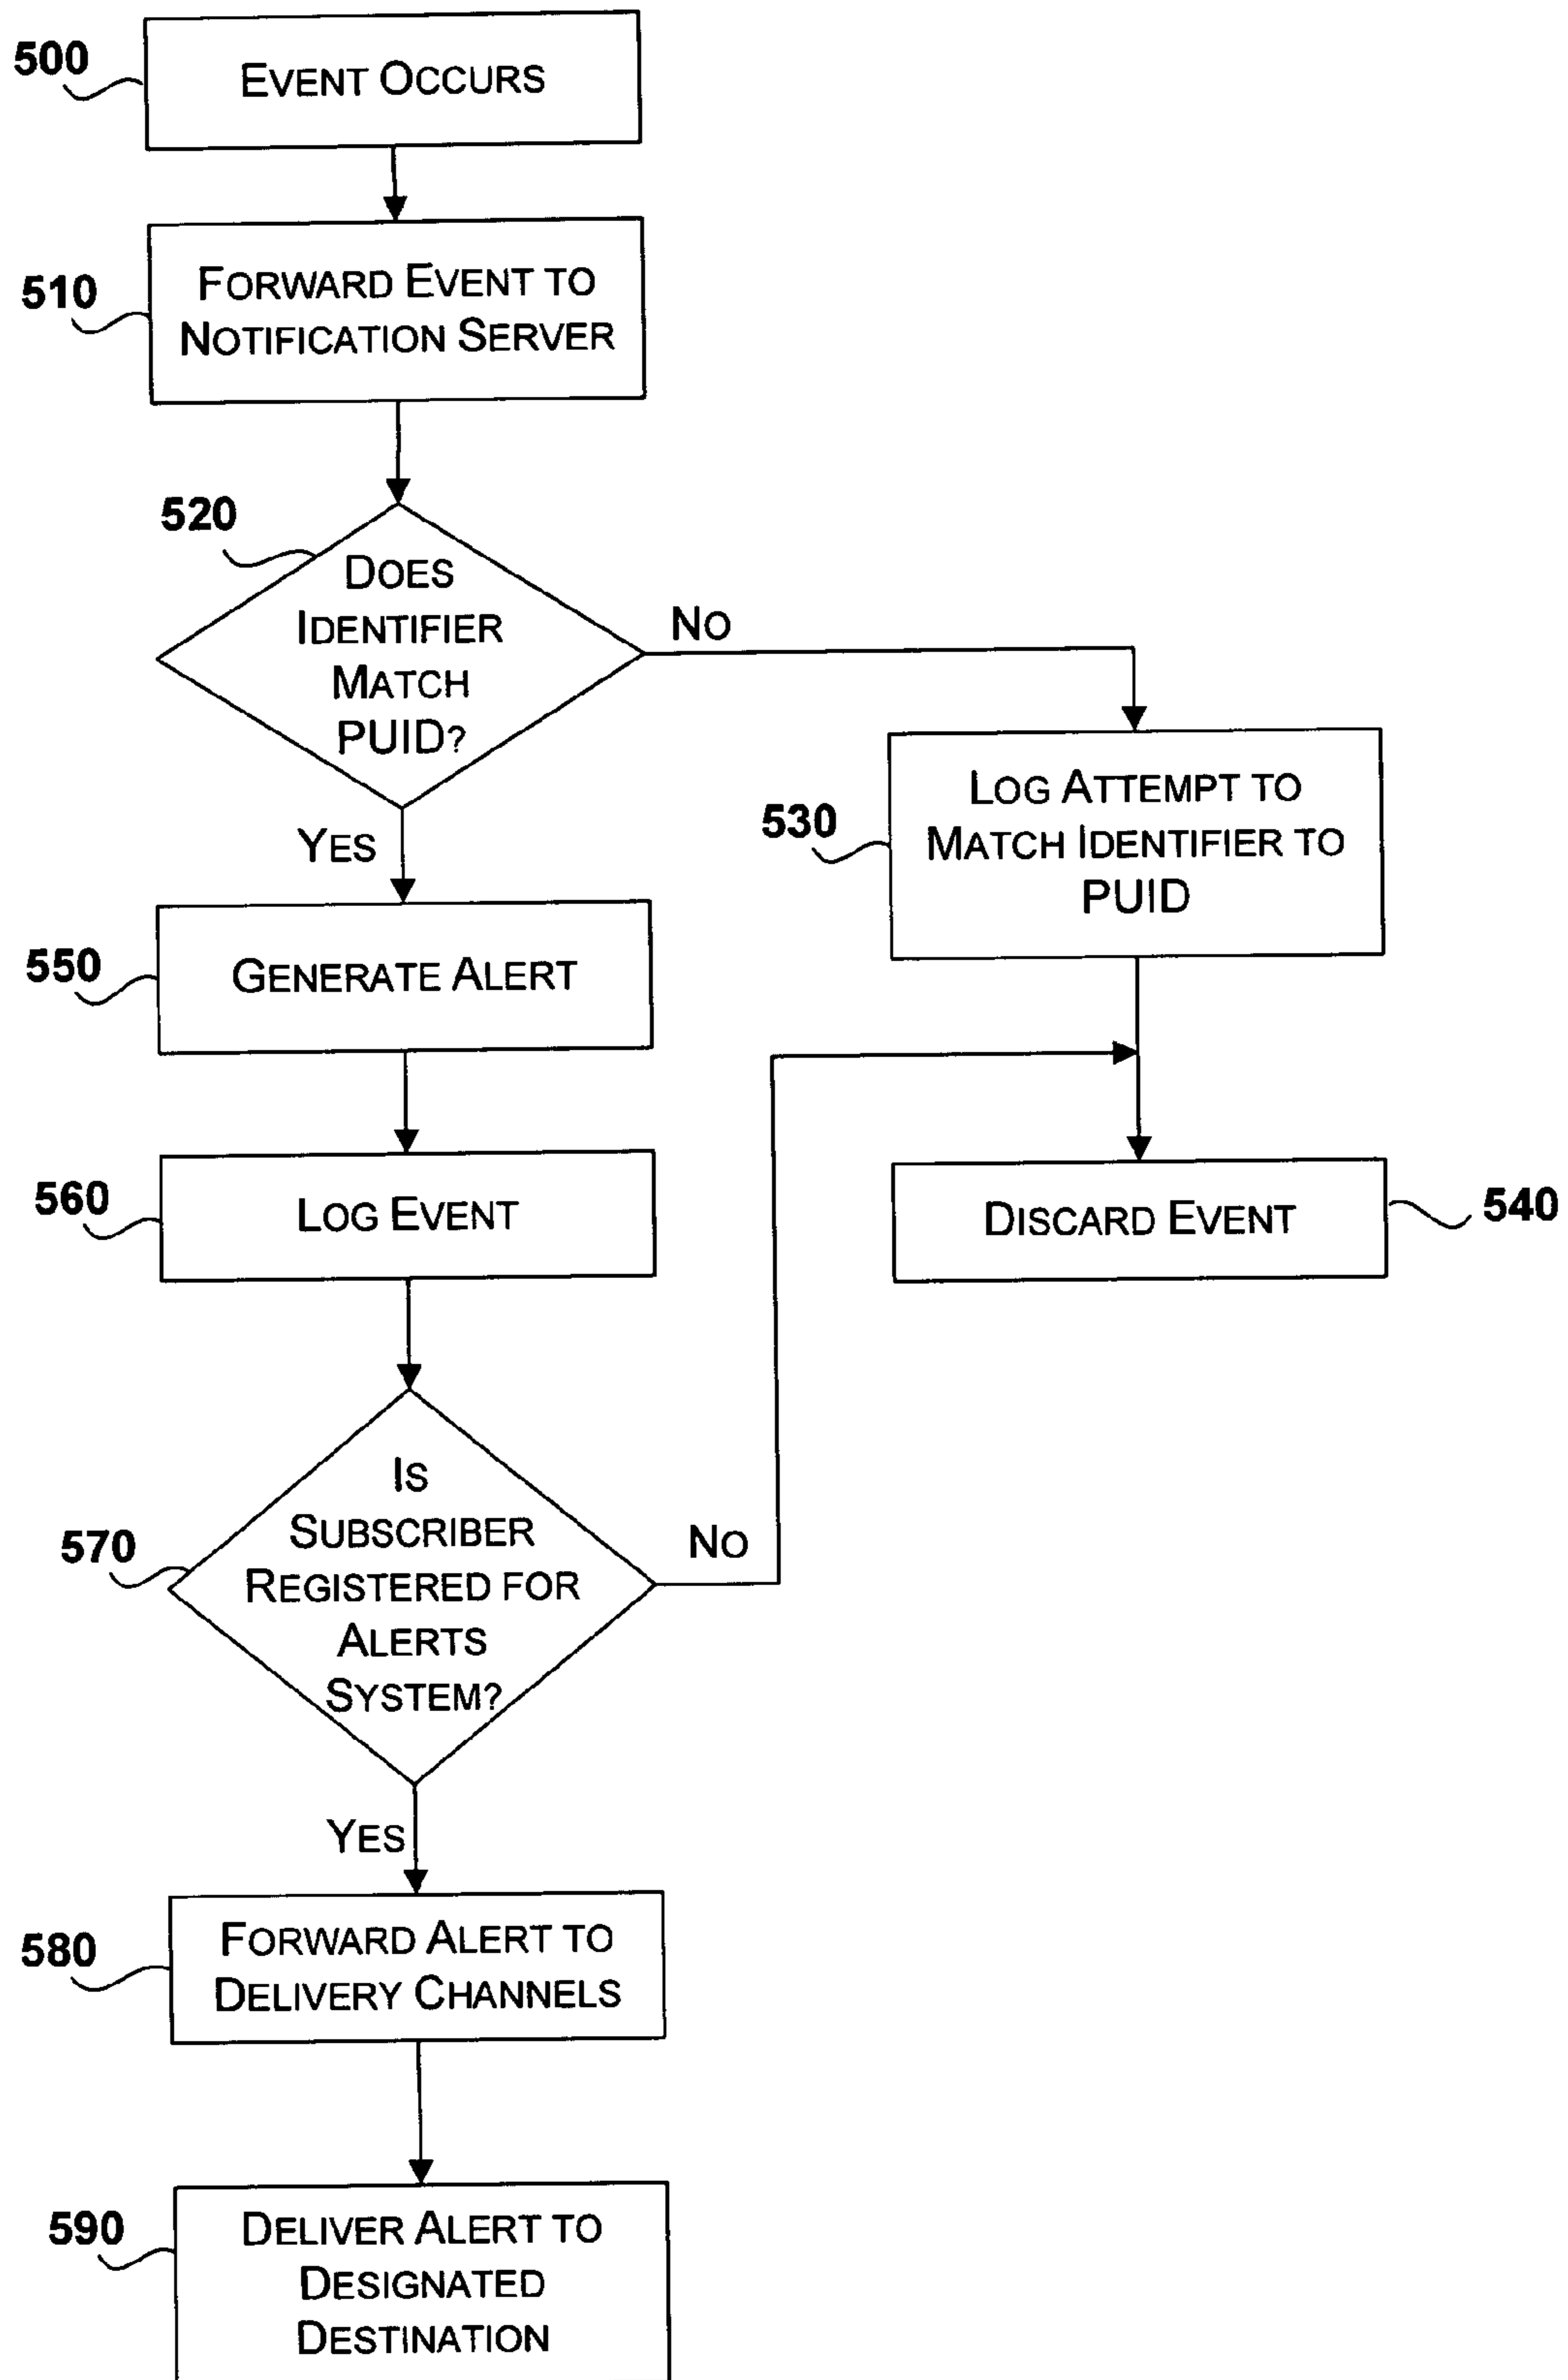 500
EVENT OCCURS
510
FORWARD EVENT TO
NOTIFICATION SERVER
520
DOES
IDENTIFIER
MATCH
PUID?
NO
YES
530
LOG ATTEMPT TO
MATCH IDENTIFIER TO
PUID
550
GENERATE ALERT
560
LOG EVENT
DISCARD EVENT
540
570
IS
SUBSCRIBER
REGISTERED FOR
ALERTS
SYSTEM?
NO
YES
580
FORWARD ALERT TO
DELIVERY CHANNELS
590
DELIVER ALERT TO
DESIGNATED
DESTINATION